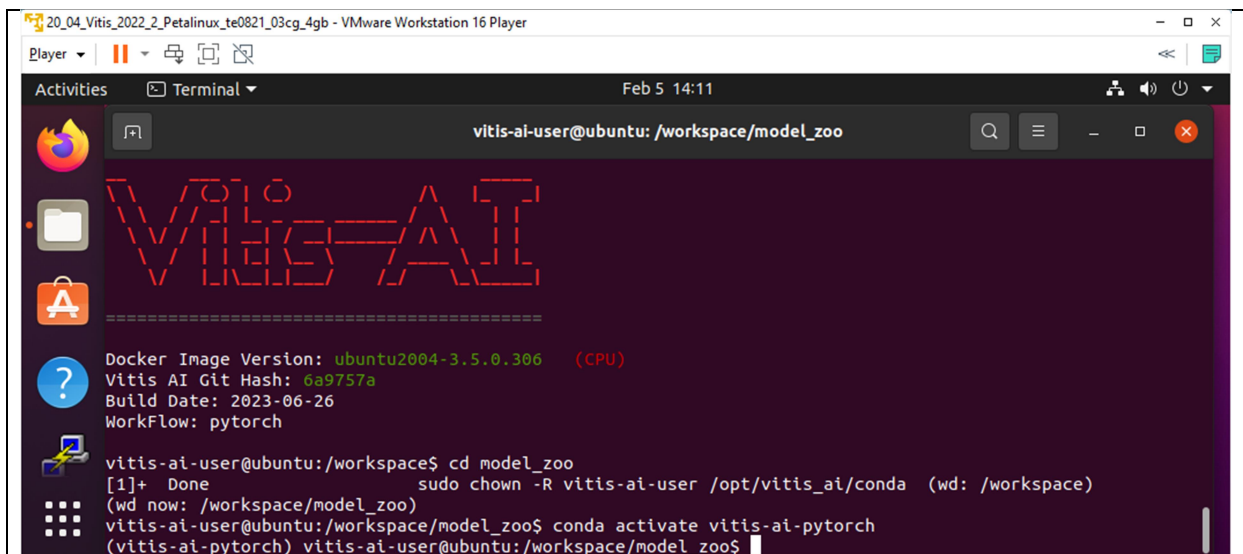 20_04_Vitis_2022_2_Petalinux_te0821_03cg_4gb - VMware Workstation 16 Player
Player
Activities Terminal Feb 5 14:11
vitis-ai-user@ubuntu: /workspace/model_zoo
Vitis-AI
==========================================
Docker Image Version: ubuntu2004-3.5.0.306 (CPU)
Vitis AI Git Hash: 6a9757a
Build Date: 2023-06-26
WorkFlow: pytorch
vitis-ai-user@ubuntu:/workspace$ cd model_zoo
[1]+ Done sudo chown -R vitis-ai-user /opt/vitis_ai/conda (wd: /workspace)
(wd now: /workspace/model_zoo)
vitis-ai-user@ubuntu:/workspace/model_zoo$ conda activate vitis-ai-pytorch
(vitis-ai-pytorch) vitis-ai-user@ubuntu:/workspace/model_zoo$